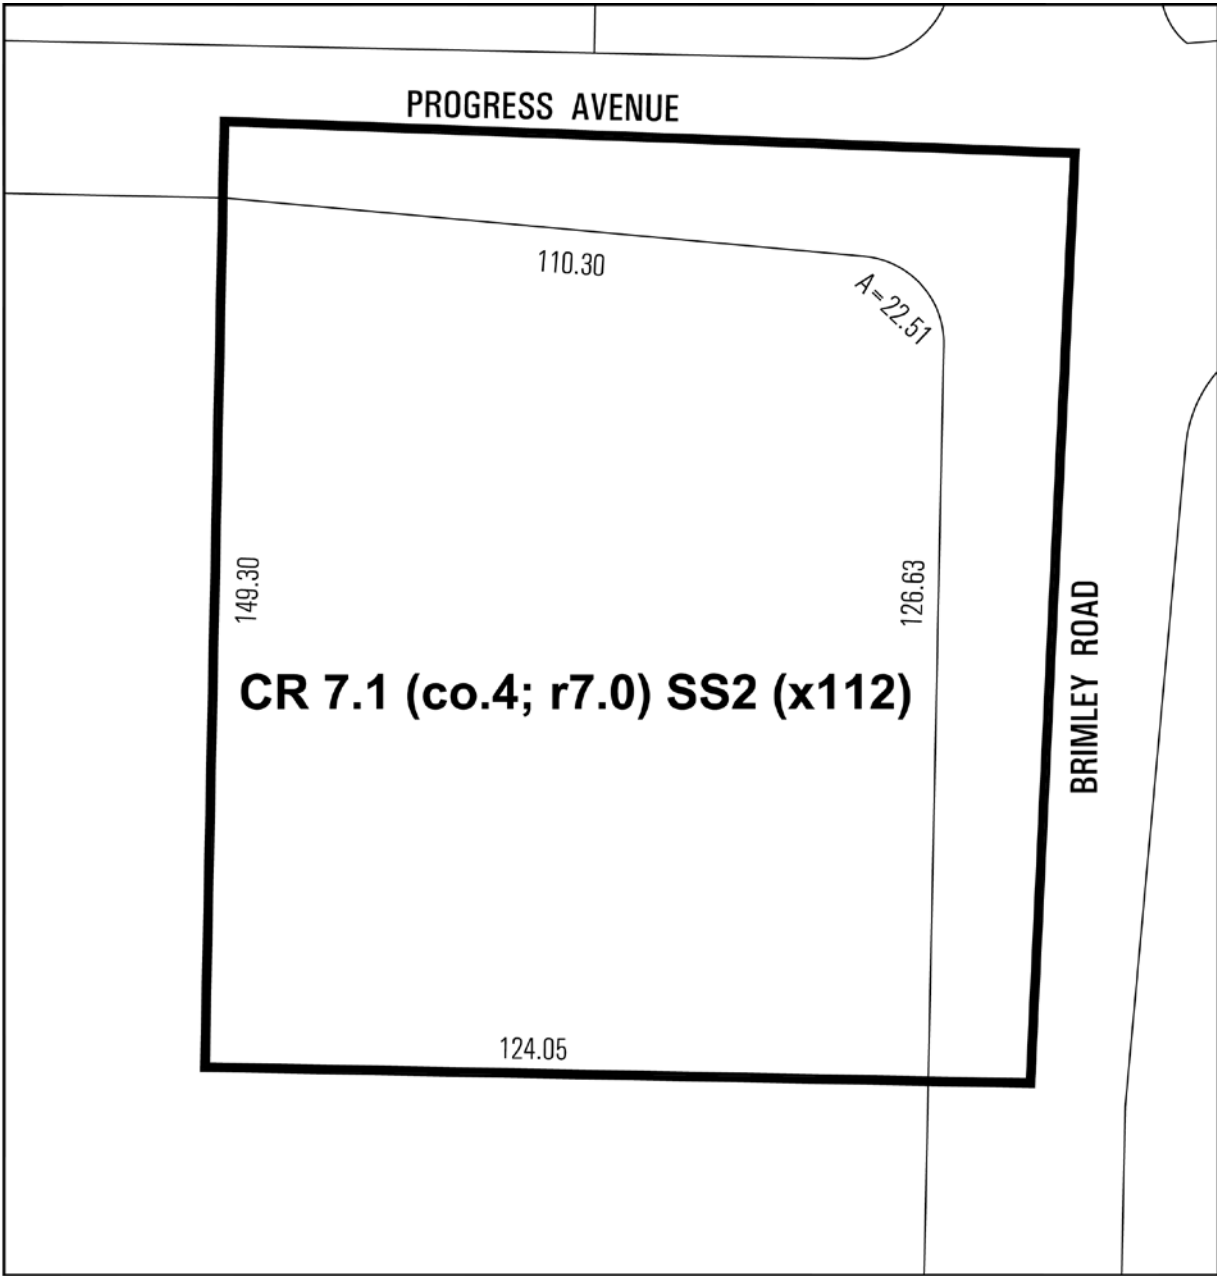 PROGRESS AVENUE
110.30
A=22.51
149.30
126.63
BRIMLEY ROAD
CR 7.1 (co.4; r7.0) SS2 (x112)
124.05